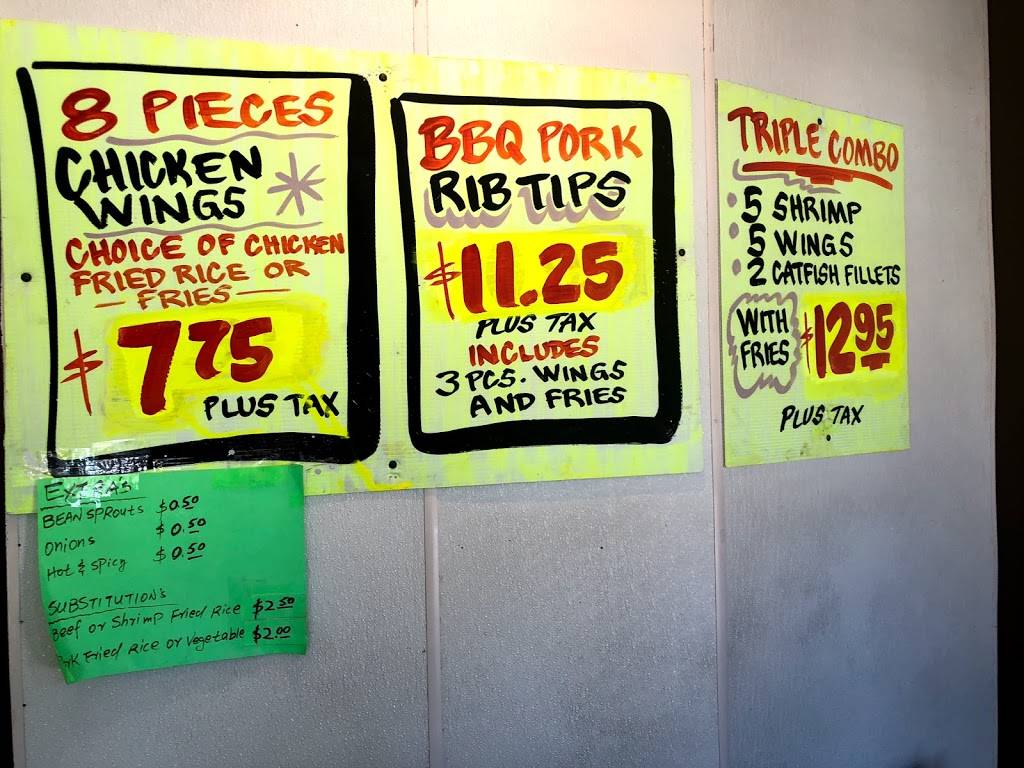 8 PIECES
CHICKEN
WINGS
CHOICE OF CHICKEN
FRIED RICE OR
— FRIES —
$7.75
PLUS TAX
BBQ PORK
RIB TIPS
$11.25
PLUS TAX
INCLUDES
3 PCS. WINGS
AND FRIES
TRIPLE COMBO
• 5 SHRIMP
• 5 WINGS
• 2 CATFISH FILLETS
WITH
FRIES
$12.95
PLUS TAX
EXTRA'S
BEAN SPROUTS $0.50
Onions $0.50
Hot & Spicy $0.50
SUBSTITUTION'S
Beef or Shrimp Fried Rice $2.50
Pork Fried Rice or Vegetable $2.00